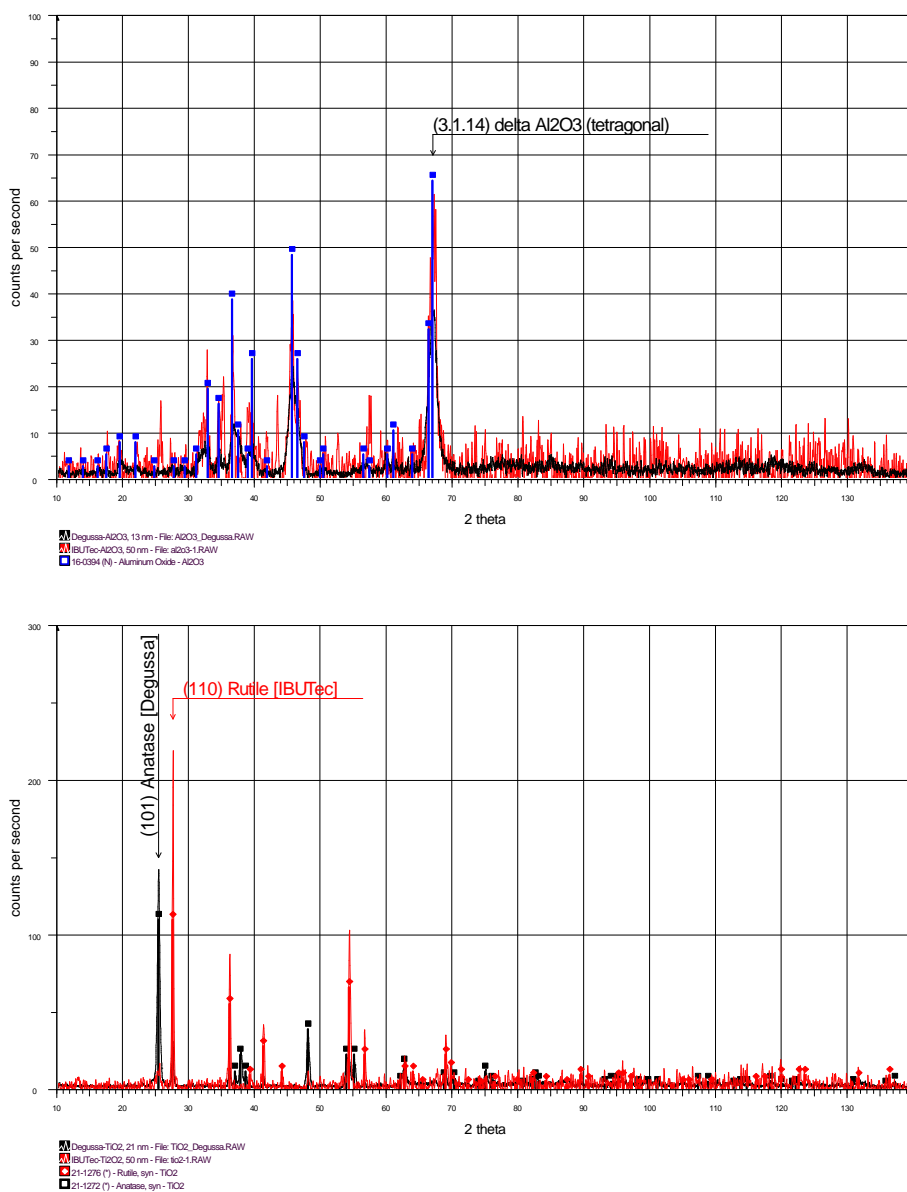 100
90
80
70
60
50
40
30
20
10
0
counts per second
(3.1.14) delta Al2O3 (tetragonal)
10 20 30 40 50 60 70 80 90 100 110 120 130
2 theta
Degussa-Al2O3, 13 nm - File: Al2O3_Degussa.RAW
IBUTec-Al2O3, 50 nm - File: al2o3-1.RAW
16-0394 (N) - Aluminum Oxide - Al2O3
300
200
100
0
counts per second
(101) Anatase [Degussa]
(110) Rutile [IBUTec]
10 20 30 40 50 60 70 80 90 100 110 120 130
2 theta
Degussa-TiO2, 21 nm - File: TiO2_Degussa.RAW
IBUTec-Ti2O2, 50 nm - File: tio2-1.RAW
21-1276 (*) - Rutile, syn - TiO2
21-1272 (*) - Anatase, syn - TiO2